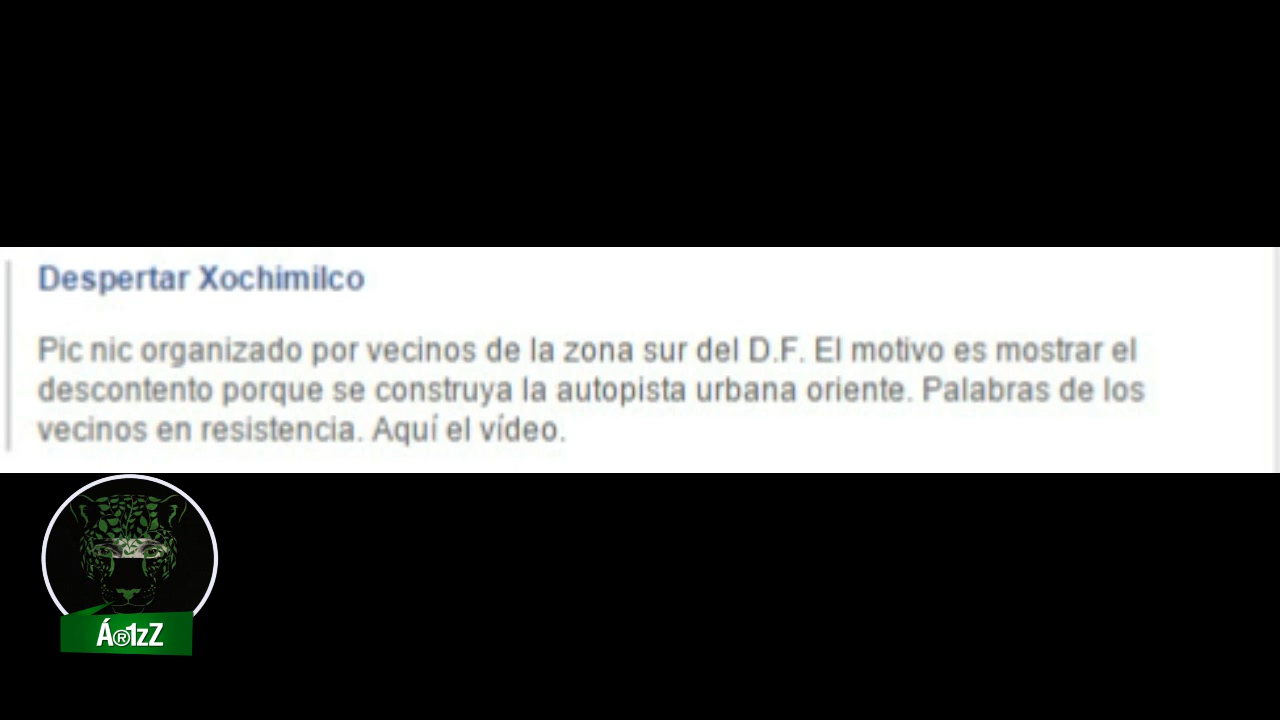 Despertar Xochimilco
Pic nic organizado por vecinos de la zona sur del D.F. El motivo es mostrar el
descontento porque se construya la autopista urbana oriente. Palabras de los
vecinos en resistencia. Aquí el vídeo.
Á®1zZ